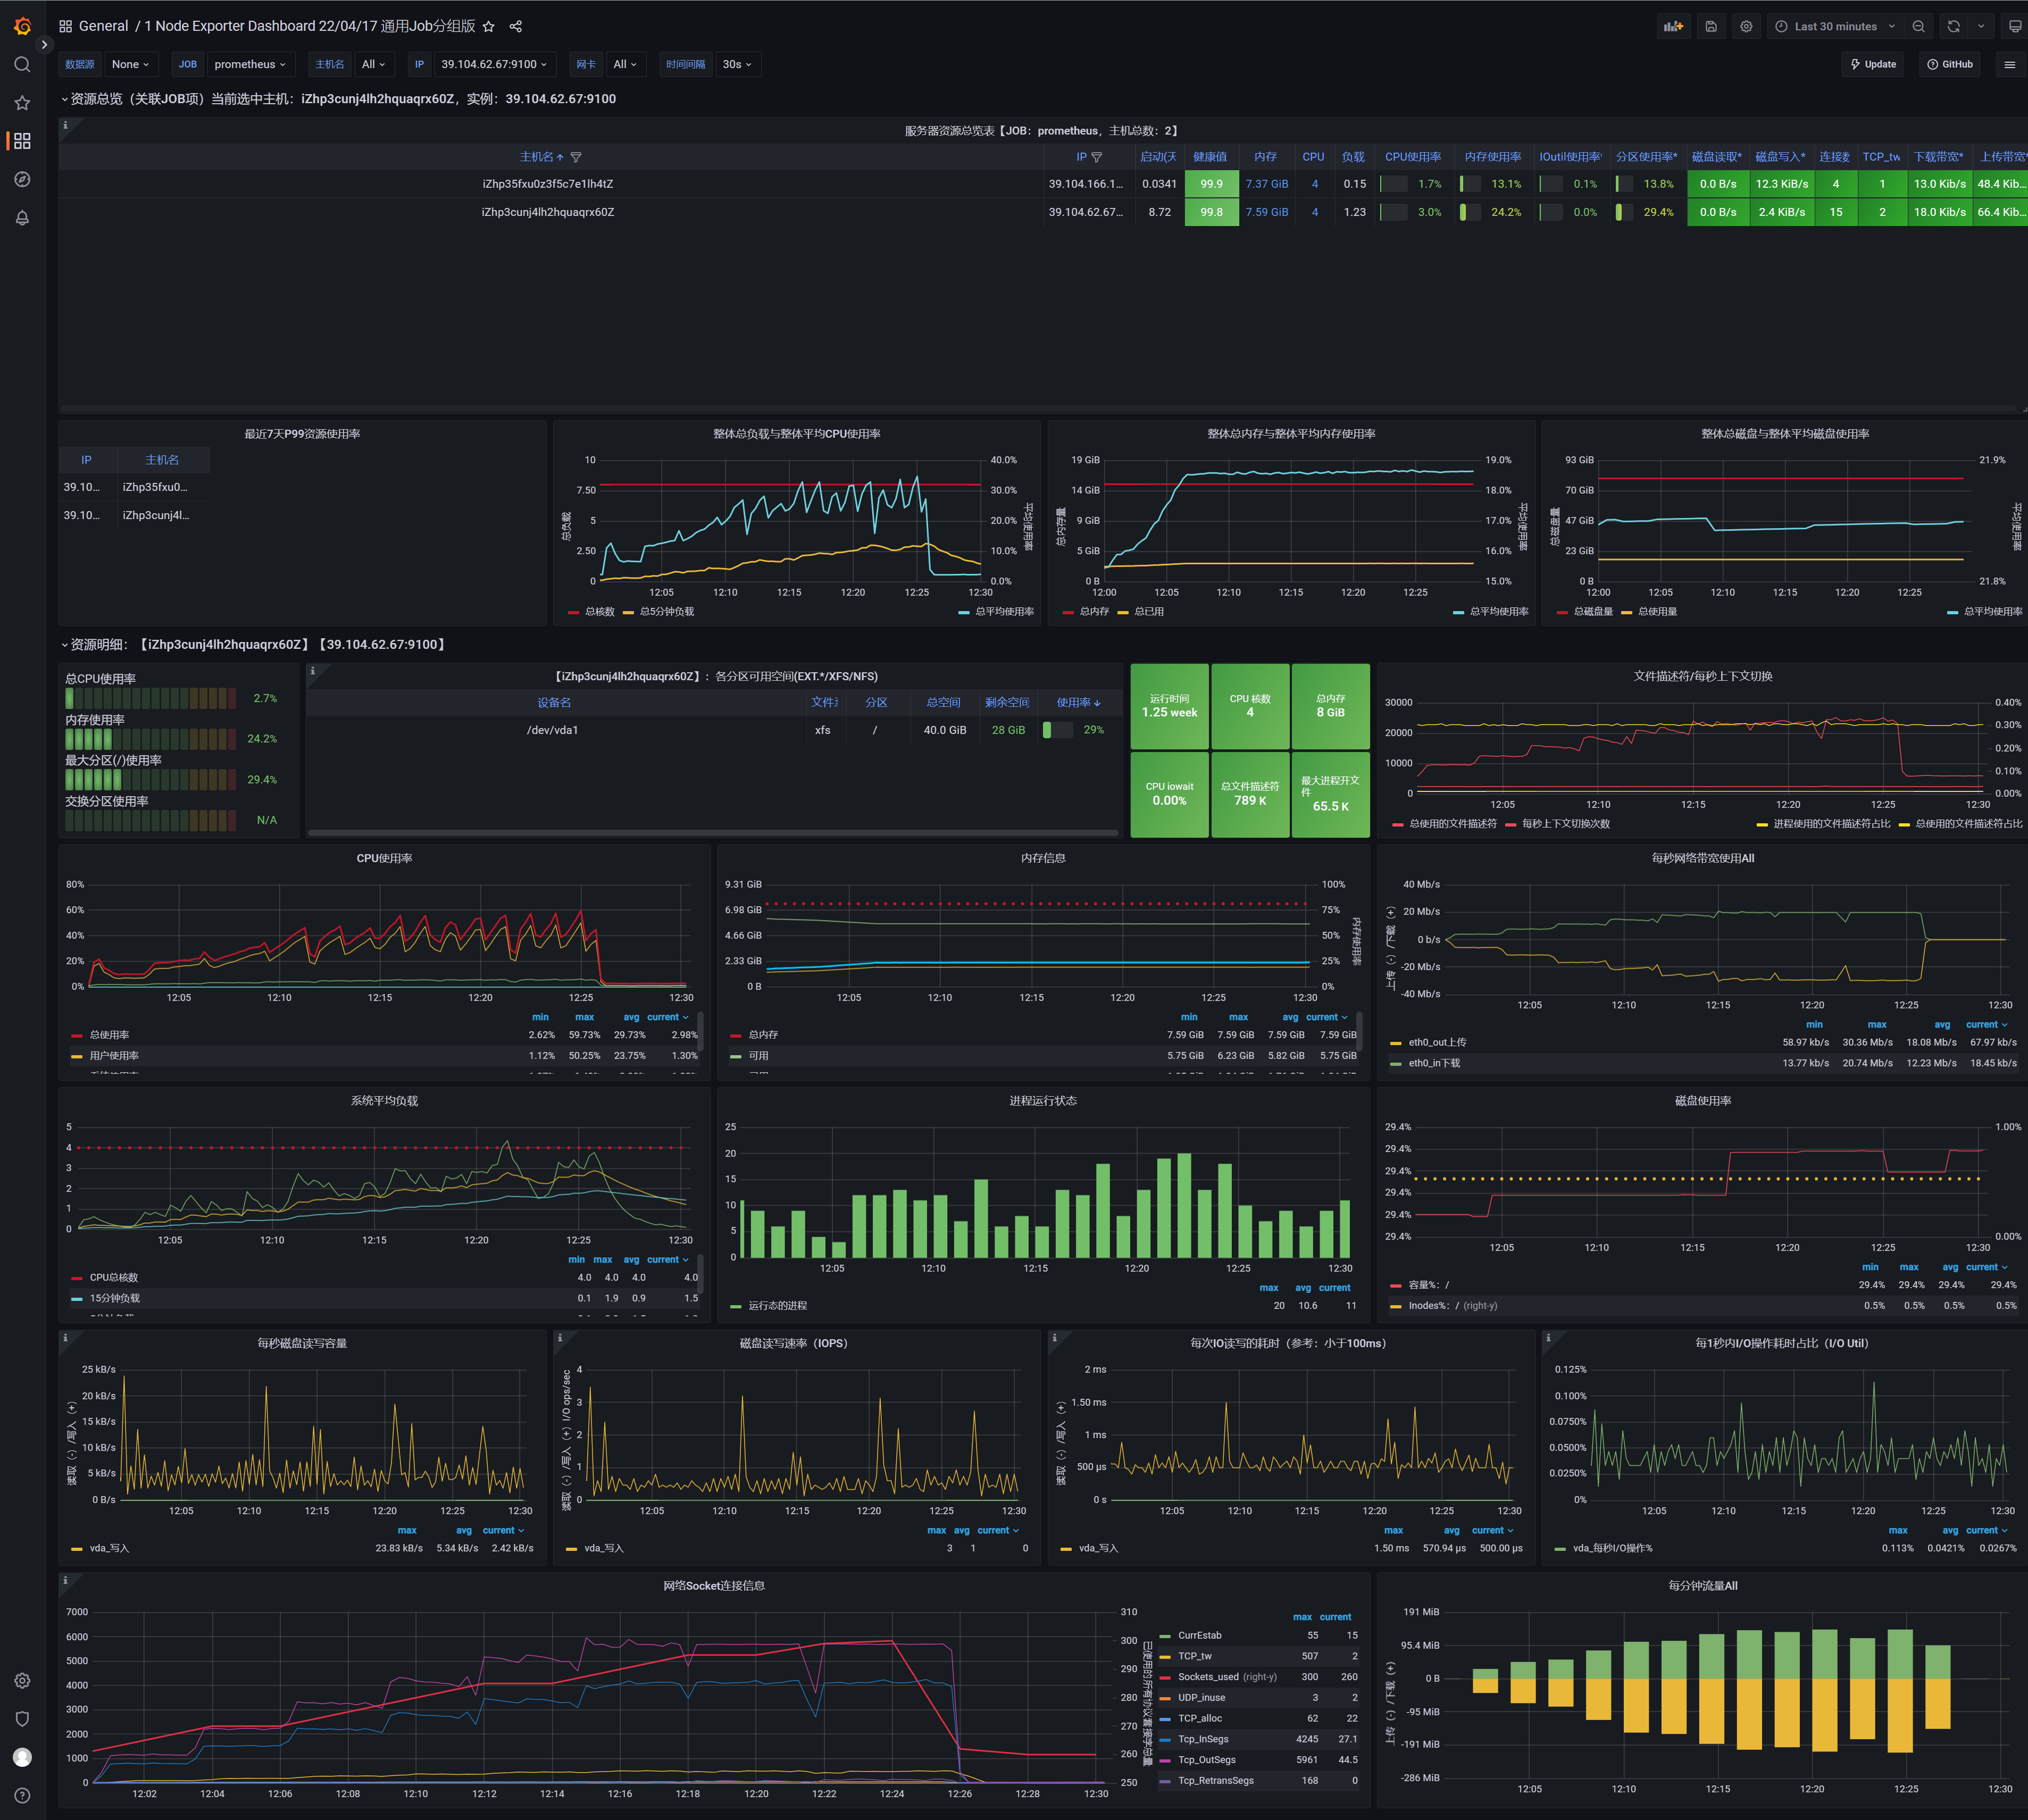 General / 1 Node Exporter Dashboard 22/04/17 通用Job分组版
Last 30 minutes
数据源 None JOB prometheus 主机名 All IP 39.104.62.67:9100 网卡 All 时间间隔 30s Update GitHub
资源总览（关联JOB项）当前选中主机：iZhp3cunj4lh2hquaqrx60Z，实例：39.104.62.67:9100
服务器资源总览表【JOB：prometheus，主机总数：2】
主机名 IP 启动(天 健康值 内存 CPU 负载 CPU使用率 内存使用率 IOutil使用率 分区使用率* 磁盘读取* 磁盘写入* 连接数 TCP_tw 下载带宽* 上传带宽*
iZhp35fxu0z3f5c7e1lh4tZ 39.104.166.1... 0.0341 99.9 7.37 GiB 4 0.15 1.7% 13.1% 0.1% 13.8% 0.0 B/s 12.3 KiB/s 4 1 13.0 Kib/s 48.4 Kib...
iZhp3cunj4lh2hquaqrx60Z 39.104.62.67... 8.72 99.8 7.59 GiB 4 1.23 3.0% 24.2% 0.0% 29.4% 0.0 B/s 2.4 KiB/s 15 2 18.0 Kib/s 66.4 Kib...
最近7天P99资源使用率
IP 主机名
39.10... iZhp35fxu0...
39.10... iZhp3cunj4l...
整体总负载与整体平均CPU使用率
10
7.50
5
2.50
0
总负载
40.0%
30.0%
20.0%
10.0%
0.0%
平均使用率
12:05 12:10 12:15 12:20 12:25 12:30
总核数 总5分钟负载 总平均使用率
整体总内存与整体平均内存使用率
19 GiB
14 GiB
9 GiB
5 GiB
0 B
总内存量
19.0%
18.0%
17.0%
16.0%
15.0%
平均使用率
12:00 12:05 12:10 12:15 12:20 12:25
总内存 总已用 总平均使用率
整体总磁盘与整体平均磁盘使用率
93 GiB
70 GiB
47 GiB
23 GiB
0 B
总磁盘量
21.9%
21.8%
平均使用率
12:00 12:05 12:10 12:15 12:20 12:25
总磁盘量 总使用量 总平均使用率
资源明细：【iZhp3cunj4lh2hquaqrx60Z】【39.104.62.67:9100】
总CPU使用率
2.7%
内存使用率
24.2%
最大分区(/)使用率
29.4%
交换分区使用率
N/A
【iZhp3cunj4lh2hquaqrx60Z】：各分区可用空间(EXT.*/XFS/NFS)
设备名 文件系 分区 总空间 剩余空间 使用率
/dev/vda1 xfs / 40.0 GiB 28 GiB 29%
运行时间
1.25 week
CPU 核数
4
总内存
8 GiB
CPU iowait
0.00%
总文件描述符
789 K
最大进程开文
件
65.5 K
文件描述符/每秒上下文切换
30000
20000
10000
0
0.40%
0.30%
0.20%
0.10%
0.00%
12:05 12:10 12:15 12:20 12:25 12:30
总使用的文件描述符 每秒上下文切换次数 进程使用的文件描述符占比 总使用的文件描述符占比
CPU使用率
80%
60%
40%
20%
0%
12:05 12:10 12:15 12:20 12:25 12:30
min max avg current
总使用率 2.62% 59.73% 29.73% 2.98%
用户使用率 1.12% 50.25% 23.75% 1.30%
内存信息
9.31 GiB
6.98 GiB
4.66 GiB
2.33 GiB
0 B
100%
75%
50%
25%
0%
内存使用率
12:05 12:10 12:15 12:20 12:25 12:30
min max avg current
总内存 7.59 GiB 7.59 GiB 7.59 GiB 7.59 GiB
可用 5.75 GiB 6.23 GiB 5.82 GiB 5.75 GiB
每秒网络带宽使用All
40 Mb/s
20 Mb/s
0 b/s
-20 Mb/s
-40 Mb/s
上传（-）/下载（+）
12:05 12:10 12:15 12:20 12:25 12:30
min max avg current
eth0_out上传 58.97 kb/s 30.36 Mb/s 18.08 Mb/s 67.97 kb/s
eth0_in下载 13.77 kb/s 20.74 Mb/s 12.23 Mb/s 18.45 kb/s
系统平均负载
5
4
3
2
1
0
12:05 12:10 12:15 12:20 12:25 12:30
min max avg current
CPU总核数 4.0 4.0 4.0 4.0
15分钟负载 0.1 1.9 0.9 1.5
进程运行状态
25
20
15
10
5
0
12:05 12:10 12:15 12:20 12:25 12:30
max avg current
运行态的进程 20 10.6 11
磁盘使用率
29.4%
29.4%
29.4%
29.4%
29.4%
29.4%
1.00%
0.00%
12:05 12:10 12:15 12:20 12:25 12:30
min max avg current
容量%：/ 29.4% 29.4% 29.4% 29.4%
Inodes%：/ (right-y) 0.5% 0.5% 0.5% 0.5%
每秒磁盘读写容量
25 kB/s
20 kB/s
15 kB/s
10 kB/s
5 kB/s
0 B/s
读取（-）/写入（+）
12:05 12:10 12:15 12:20 12:25 12:30
max avg current
vda_写入 23.83 kB/s 5.34 kB/s 2.42 kB/s
磁盘读写速率（IOPS）
4
3
2
1
0
读取（-）/写入（+）I/O ops/sec
12:05 12:10 12:15 12:20 12:25 12:30
max avg current
vda_写入 3 1 0
每次IO读写的耗时（参考：小于100ms）
2 ms
1.50 ms
1 ms
500 µs
0 s
读取（-）/写入（+）
12:05 12:10 12:15 12:20 12:25 12:30
max avg current
vda_写入 1.50 ms 570.94 µs 500.00 µs
每1秒内I/O操作耗时占比（I/O Util）
0.125%
0.100%
0.0750%
0.0500%
0.0250%
0%
12:05 12:10 12:15 12:20 12:25 12:30
max avg current
vda_每秒I/O操作% 0.113% 0.0421% 0.0267%
网络Socket连接信息
7000
6000
5000
4000
3000
2000
1000
0
310
300
290
280
270
260
250
已使用的所有协议套接字总量
12:02 12:04 12:06 12:08 12:10 12:12 12:14 12:16 12:18 12:20 12:22 12:24 12:26 12:28 12:30
max current
CurrEstab 55 15
TCP_tw 507 2
Sockets_used (right-y) 300 260
UDP_inuse 3 2
TCP_alloc 62 22
Tcp_InSegs 4245 27.1
Tcp_OutSegs 5961 44.5
Tcp_RetransSegs 168 0
每分钟流量All
191 MiB
95.4 MiB
0 B
-95 MiB
-191 MiB
-286 MiB
上传（-）/下载（+）
12:05 12:10 12:15 12:20 12:25 12:30